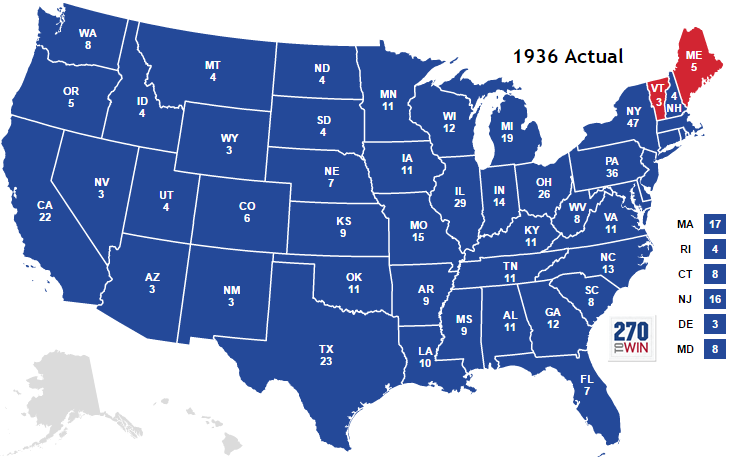 1936 Actual
WA
8
OR
5
CA
22
NV
3
ID
4
MT
4
WY
3
UT
4
AZ
3
CO
6
NM
3
ND
4
SD
4
NE
7
KS
9
OK
11
TX
23
MN
11
IA
11
MO
15
AR
9
LA
10
WI
12
IL
29
MI
19
IN
14
OH
26
KY
11
TN
11
MS
9
AL
11
GA
12
FL
7
SC
8
NC
13
VA
11
WV
8
PA
36
NY
47
VT
3
4
NH
ME
5
MA 17
RI 4
CT 8
NJ 16
DE 3
MD 8
270
TO WIN